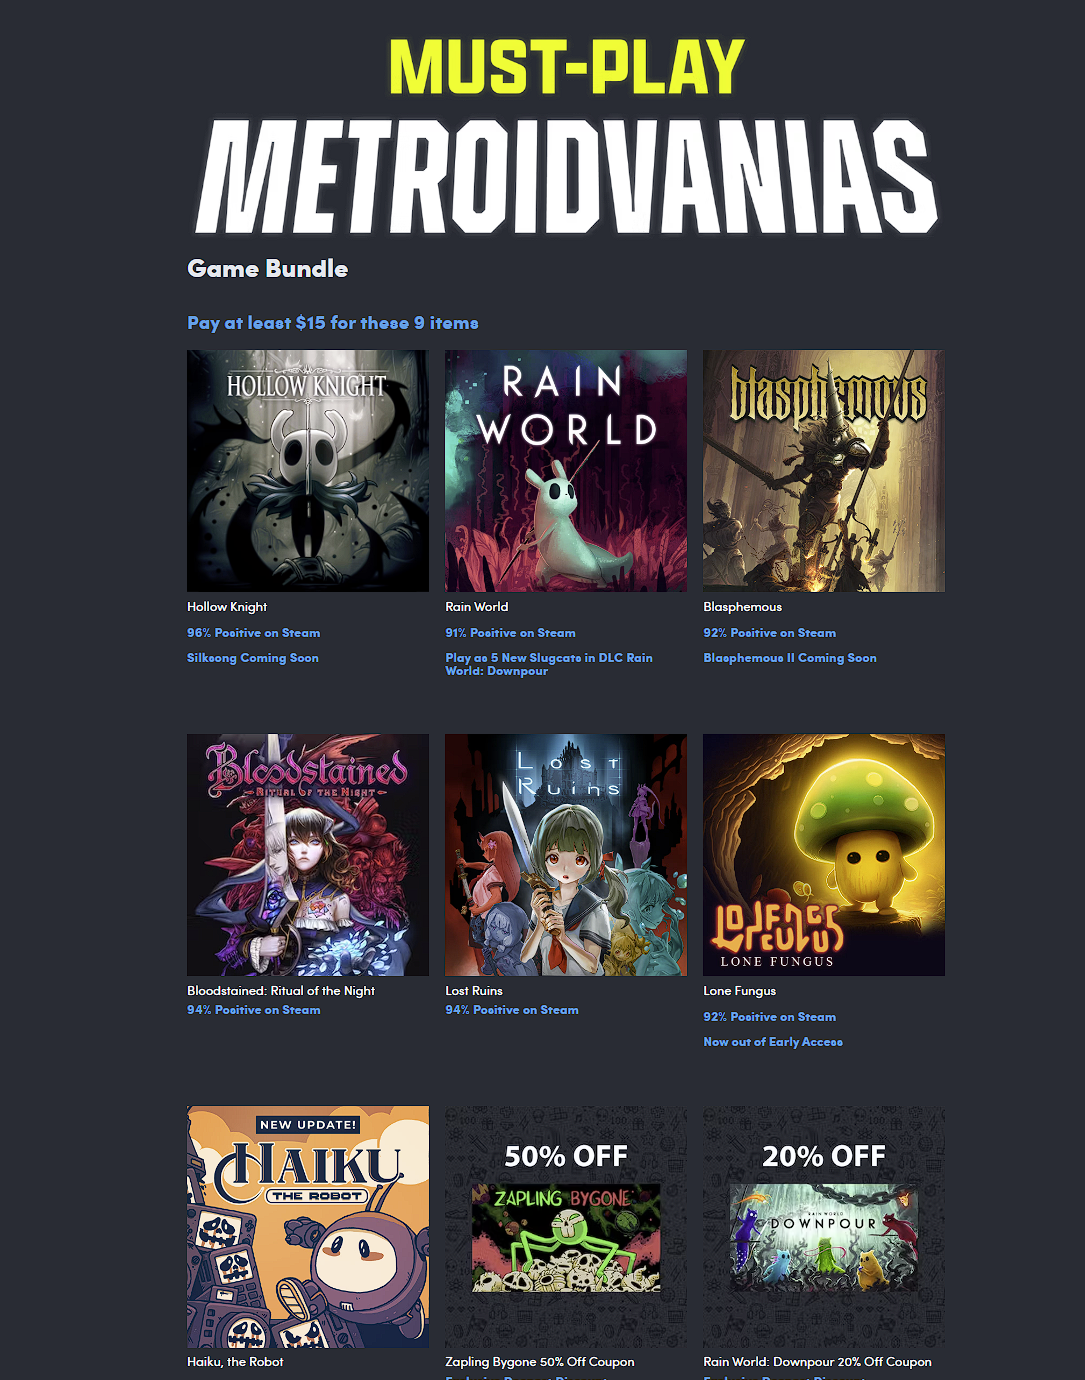 MUST-PLAY
METROIDVANIAS
Game Bundle
Pay at least $15 for these 9 items
HOLLOW KNIGHT
RAIN
WORLD
blasphemous
Hollow Knight
Rain World
Blasphemous
96% Positive on Steam
91% Positive on Steam
92% Positive on Steam
Silksong Coming Soon
Play as 5 New Slugcats in DLC Rain
World: Downpour
Blasphemous II Coming Soon
Bloodstained
RITUAL OF THE NIGHT
Lost
Ruins
LONE FUNGUS
LONE FUNGUS
Bloodstained: Ritual of the Night
Lost Ruins
Lone Fungus
94% Positive on Steam
94% Positive on Steam
92% Positive on Steam
Now out of Early Access
NEW UPDATE!
HAIKU
THE ROBOT
50% OFF
ZAPLING BYGONE
20% OFF
RAIN WORLD
DOWNPOUR
Haiku, the Robot
Zapling Bygone 50% Off Coupon
Rain World: Downpour 20% Off Coupon